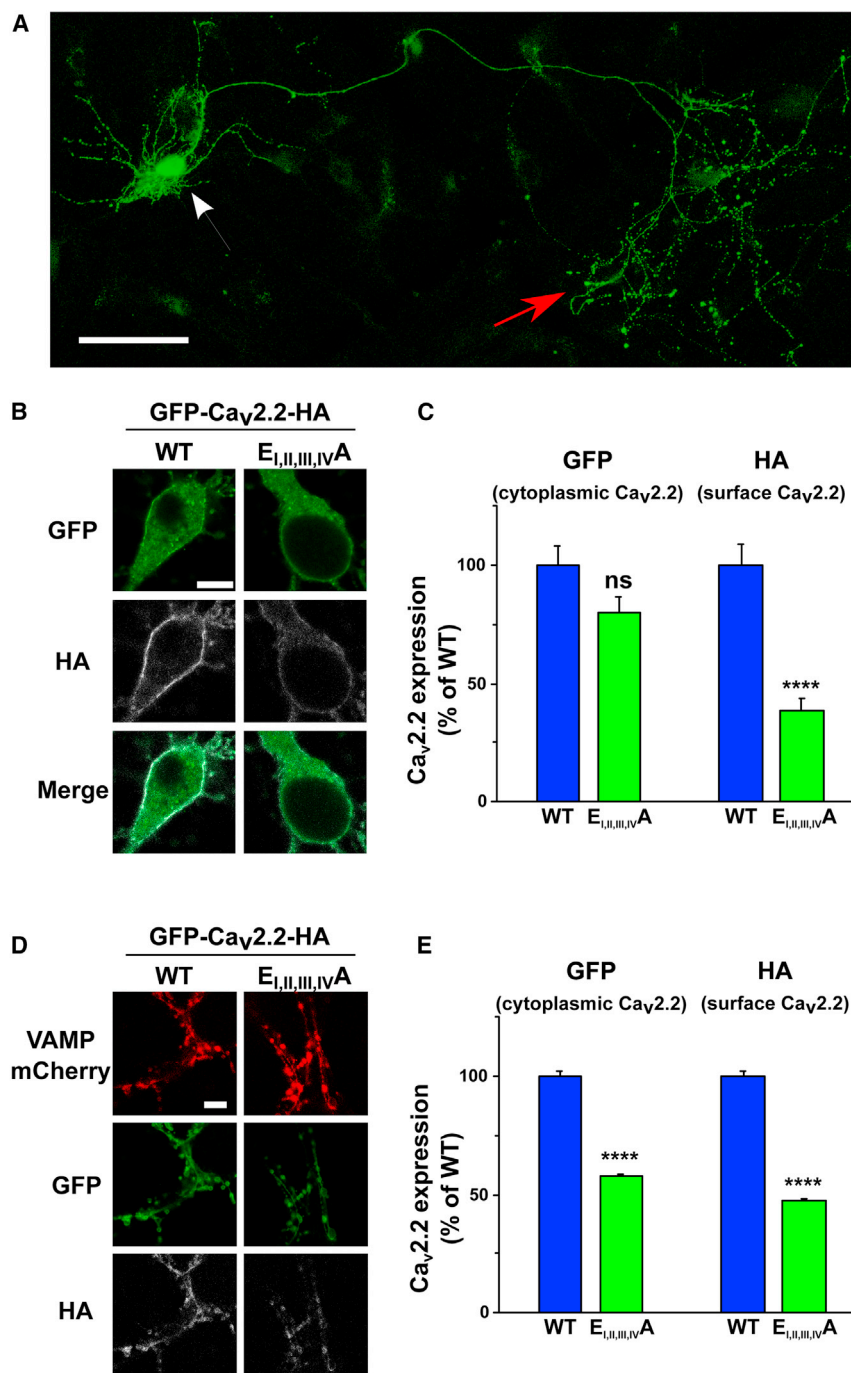 A
B
GFP-Cav2.2-HA
WT EI,II,III,IVA
GFP
HA
Merge
C
GFP
(cytoplasmic Cav2.2)
HA
(surface Cav2.2)
Cav2.2 expression
(% of WT)
100
50
0
ns
****
WT EI,II,III,IVA WT EI,II,III,IVA
D
GFP-Cav2.2-HA
WT EI,II,III,IVA
VAMP
mCherry
GFP
HA
E
GFP
(cytoplasmic Cav2.2)
HA
(surface Cav2.2)
Cav2.2 expression
(% of WT)
100
50
0
****
****
WT EI,II,III,IVA WT EI,II,III,IVA